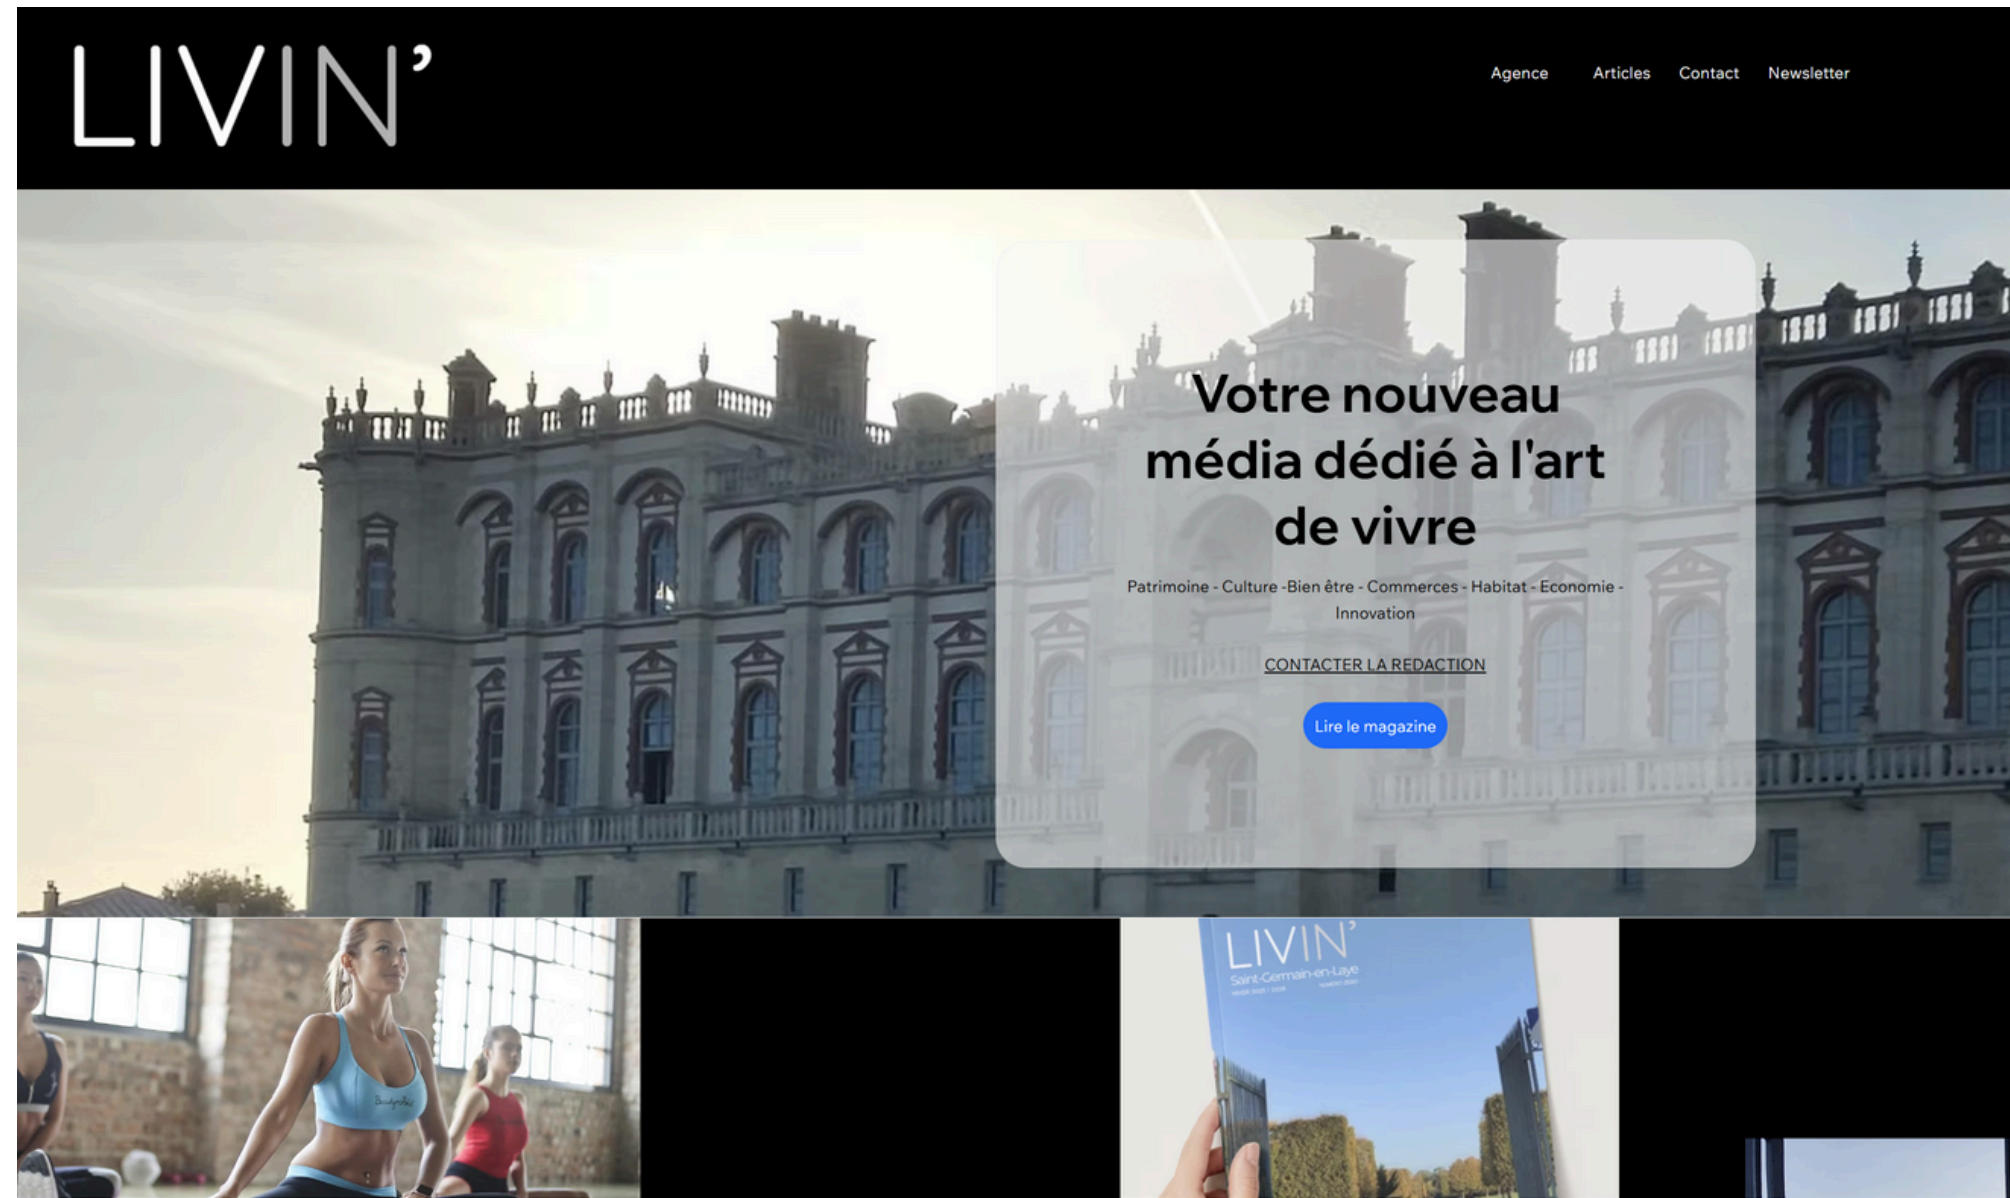 LIVIN’
Agence Articles Contact Newsletter
Votre nouveau
média dédié à l'art
de vivre
Patrimoine - Culture -Bien être - Commerces - Habitat - Economie -
Innovation
CONTACTER LA REDACTION
Lire le magazine
LIVIN’
Saint-Germain-en-Laye